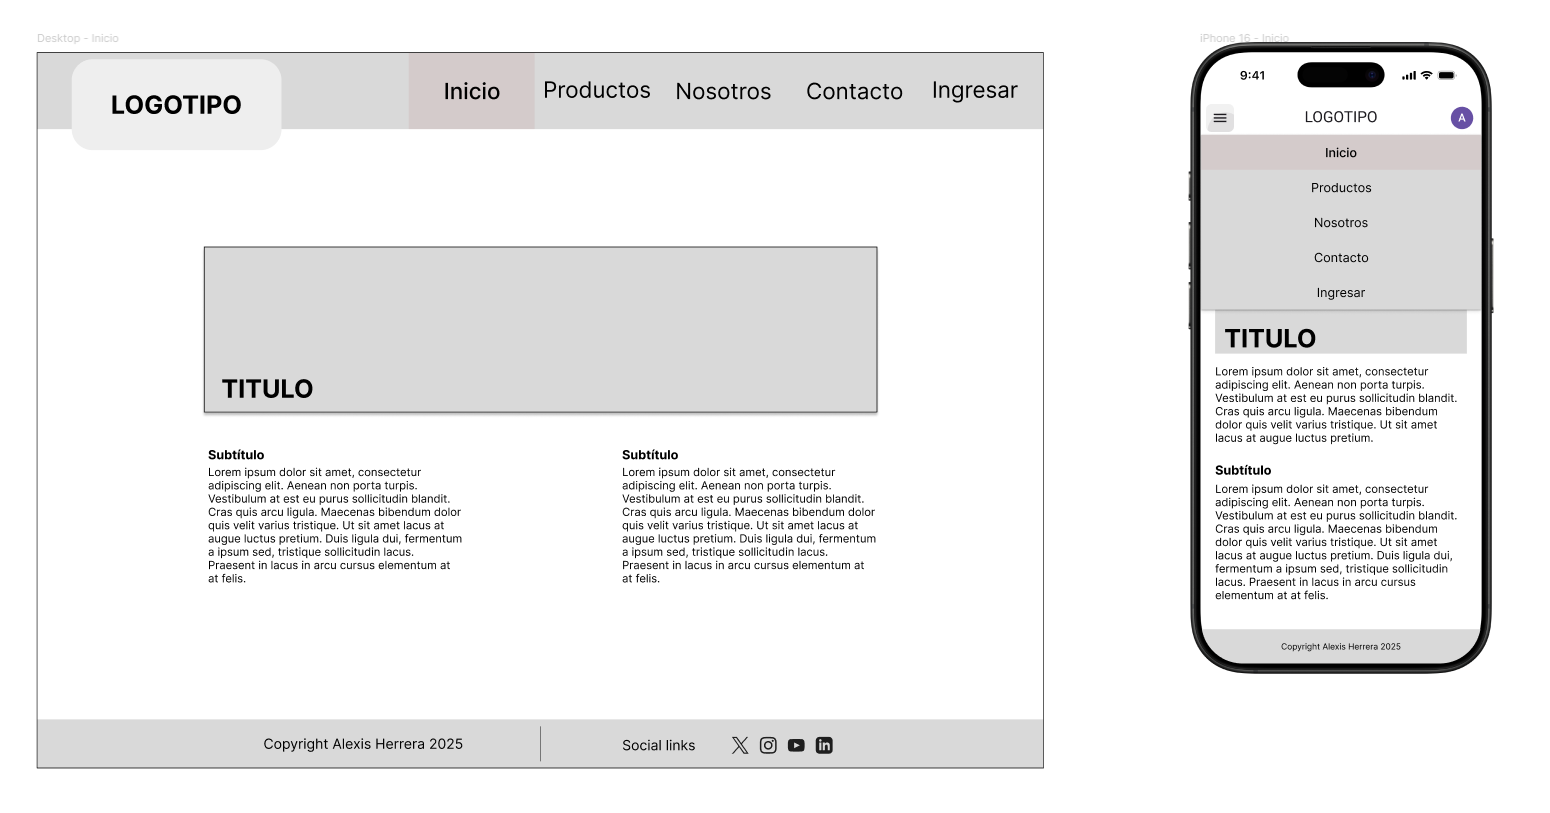 Desktop - Inicio
LOGOTIPO
Inicio
Productos
Nosotros
Contacto
Ingresar
TITULO
Subtítulo
Lorem ipsum dolor sit amet, consectetur
adipiscing elit. Aenean non porta turpis.
Vestibulum at est eu purus sollicitudin blandit.
Cras quis arcu ligula. Maecenas bibendum dolor
quis velit varius tristique. Ut sit amet lacus at
augue luctus pretium. Duis ligula dui, fermentum
a ipsum sed, tristique sollicitudin lacus.
Praesent in lacus in arcu cursus elementum at
at felis.
Subtítulo
Lorem ipsum dolor sit amet, consectetur
adipiscing elit. Aenean non porta turpis.
Vestibulum at est eu purus sollicitudin blandit.
Cras quis arcu ligula. Maecenas bibendum dolor
quis velit varius tristique. Ut sit amet lacus at
augue luctus pretium. Duis ligula dui, fermentum
a ipsum sed, tristique sollicitudin lacus.
Praesent in lacus in arcu cursus elementum at
at felis.
Copyright Alexis Herrera 2025
Social links
iPhone 16 - Inicio
9:41
LOGOTIPO
A
Inicio
Productos
Nosotros
Contacto
Ingresar
TITULO
Lorem ipsum dolor sit amet, consectetur
adipiscing elit. Aenean non porta turpis.
Vestibulum at est eu purus sollicitudin blandit.
Cras quis arcu ligula. Maecenas bibendum
dolor quis velit varius tristique. Ut sit amet
lacus at augue luctus pretium.
Subtítulo
Lorem ipsum dolor sit amet, consectetur
adipiscing elit. Aenean non porta turpis.
Vestibulum at est eu purus sollicitudin blandit.
Cras quis arcu ligula. Maecenas bibendum
dolor quis velit varius tristique. Ut sit amet
lacus at augue luctus pretium. Duis ligula dui,
fermentum a ipsum sed, tristique sollicitudin
lacus. Praesent in lacus in arcu cursus
elementum at at felis.
Copyright Alexis Herrera 2025